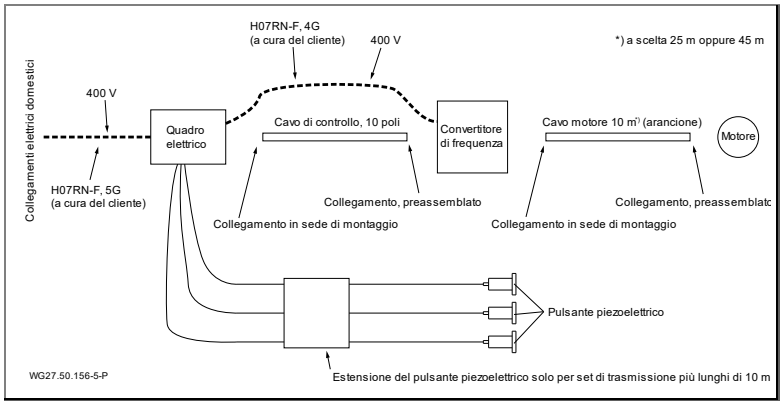 H07RN-F, 4G
(a cura del cliente)
400 V
*) a scelta 25 m oppure 45 m
Collegamenti elettrici domestici
400 V
Quadro
elettrico
Cavo di controllo, 10 poli
Convertitore
di frequenza
Cavo motore 10 m*) (arancione)
Motore
H07RN-F, 5G
(a cura del cliente)
Collegamento, preassemblato
Collegamento in sede di montaggio
Collegamento, preassemblato
Collegamento in sede di montaggio
Pulsante piezoelettrico
WG27.50.156-5-P
Estensione del pulsante piezoelettrico solo per set di trasmissione più lunghi di 10 m